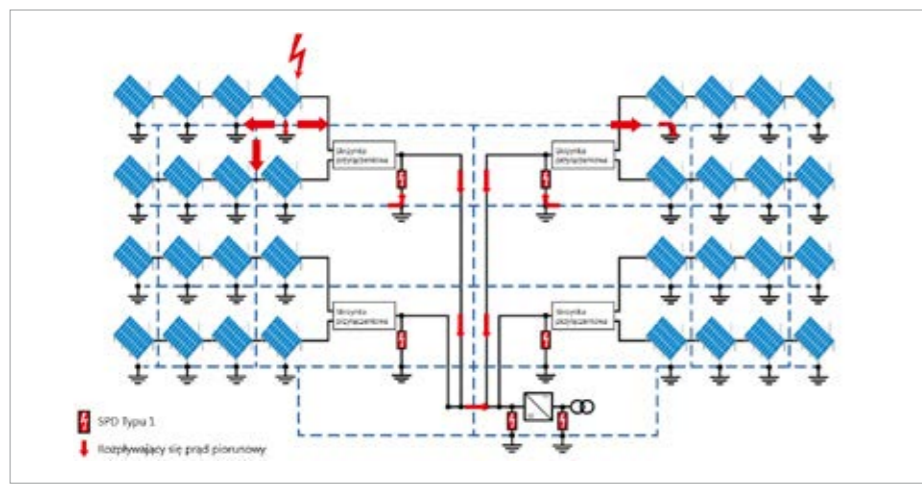 Skrzynka
przyłączeniowa
Skrzynka
przyłączeniowa
Skrzynka
przyłączeniowa
Skrzynka
przyłączeniowa
SPD Typu 1
Rozpływający się prąd piorunowy